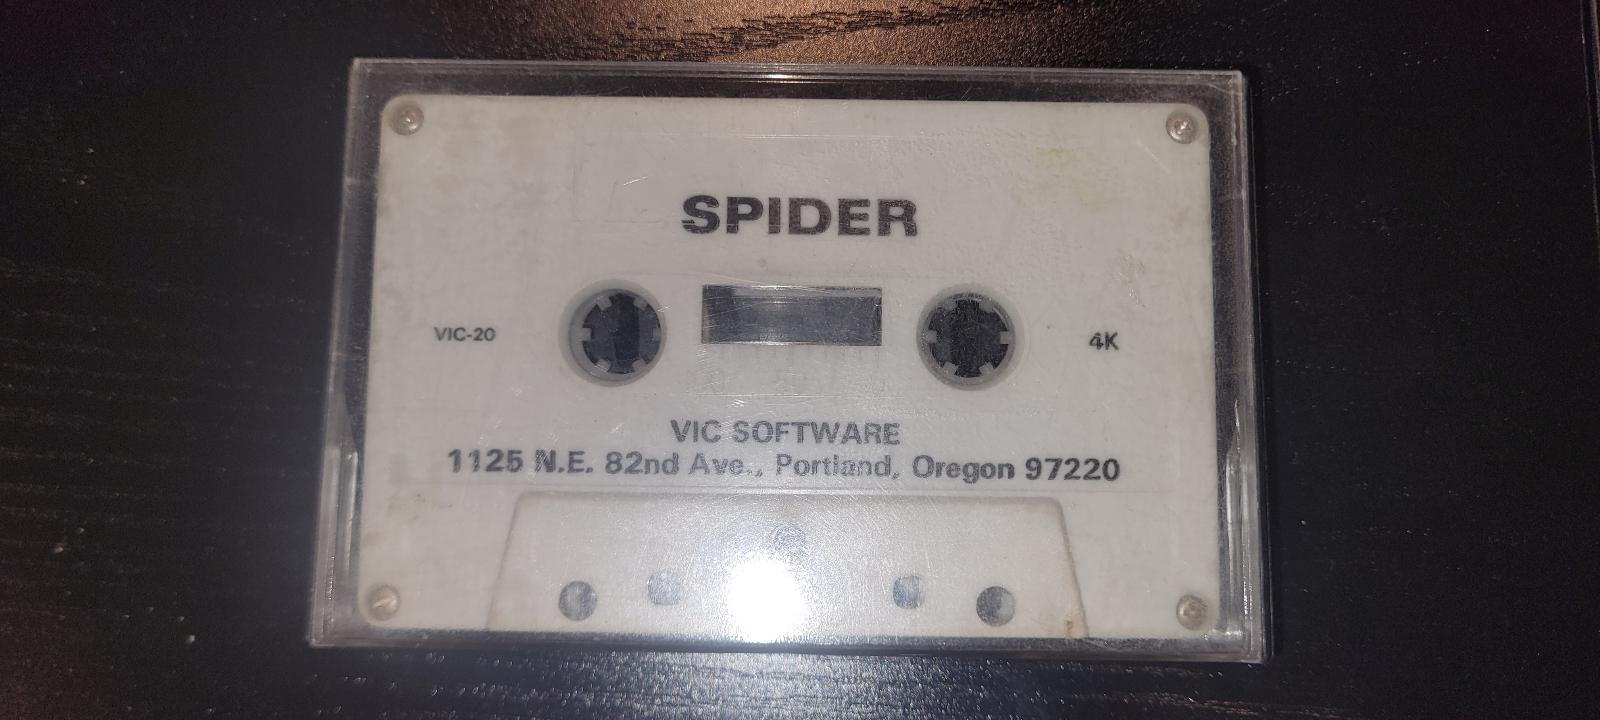 SPIDER
VIC-20
4K
VIC SOFTWARE
1125 N.E. 82nd Ave., Portland, Oregon 97220